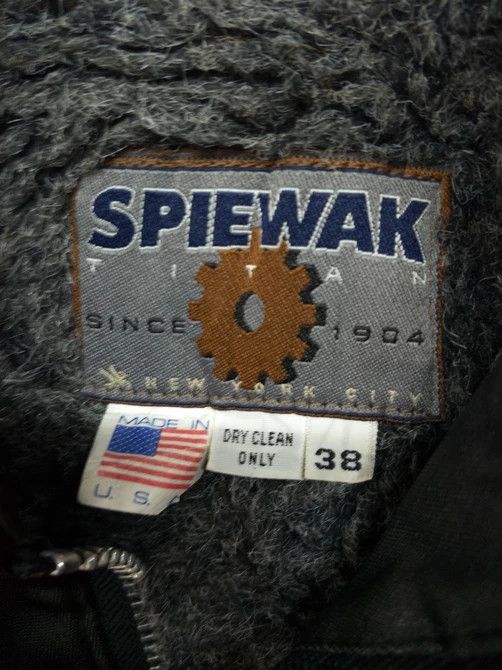 SPIEWAK
TITAN
SINCE 1904
NEW YORK CITY
MADE IN
U.S.A
DRY CLEAN
ONLY
38